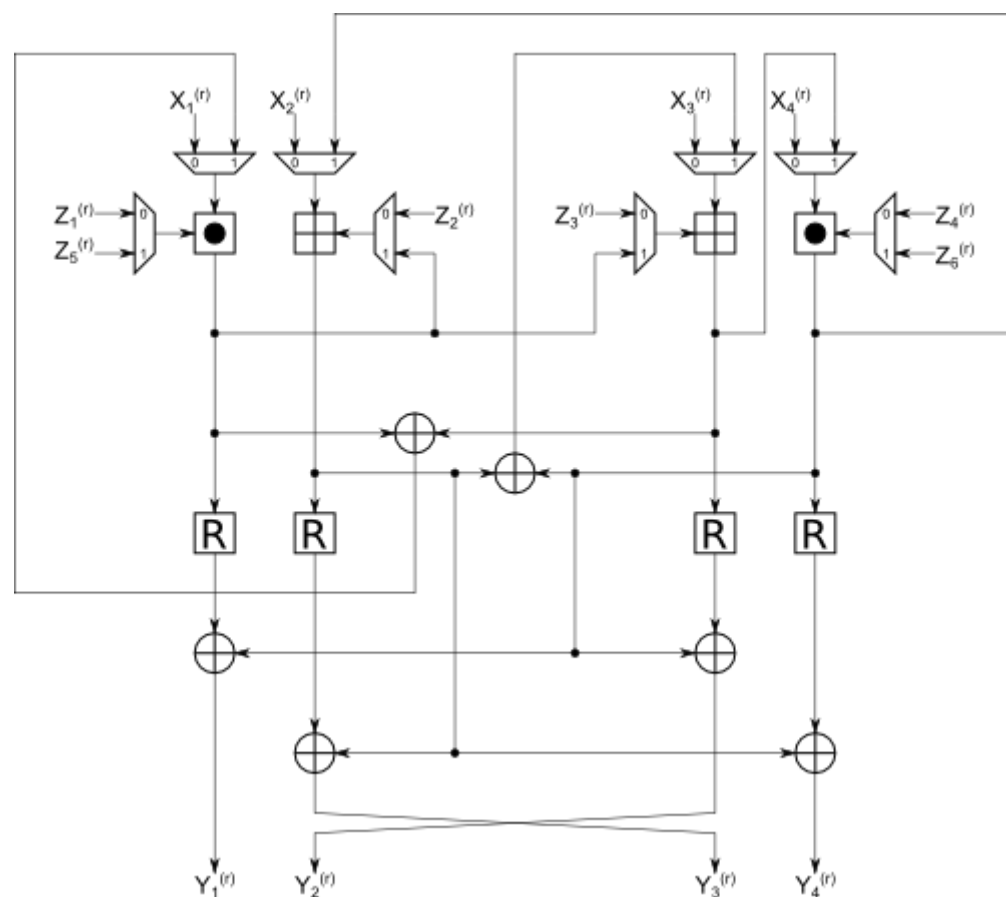 X₁⁽ʳ⁾ X₂⁽ʳ⁾ X₃⁽ʳ⁾ X₄⁽ʳ⁾
0 1 0 1 0 1 0 1
Z₁⁽ʳ⁾ 0 0 Z₂⁽ʳ⁾ Z₃⁽ʳ⁾ 0 0 Z₄⁽ʳ⁾
Z₅⁽ʳ⁾ 1 1 1 1 Z₆⁽ʳ⁾
R R R R
Y₁⁽ʳ⁾ Y₂⁽ʳ⁾ Y₃⁽ʳ⁾ Y₄⁽ʳ⁾